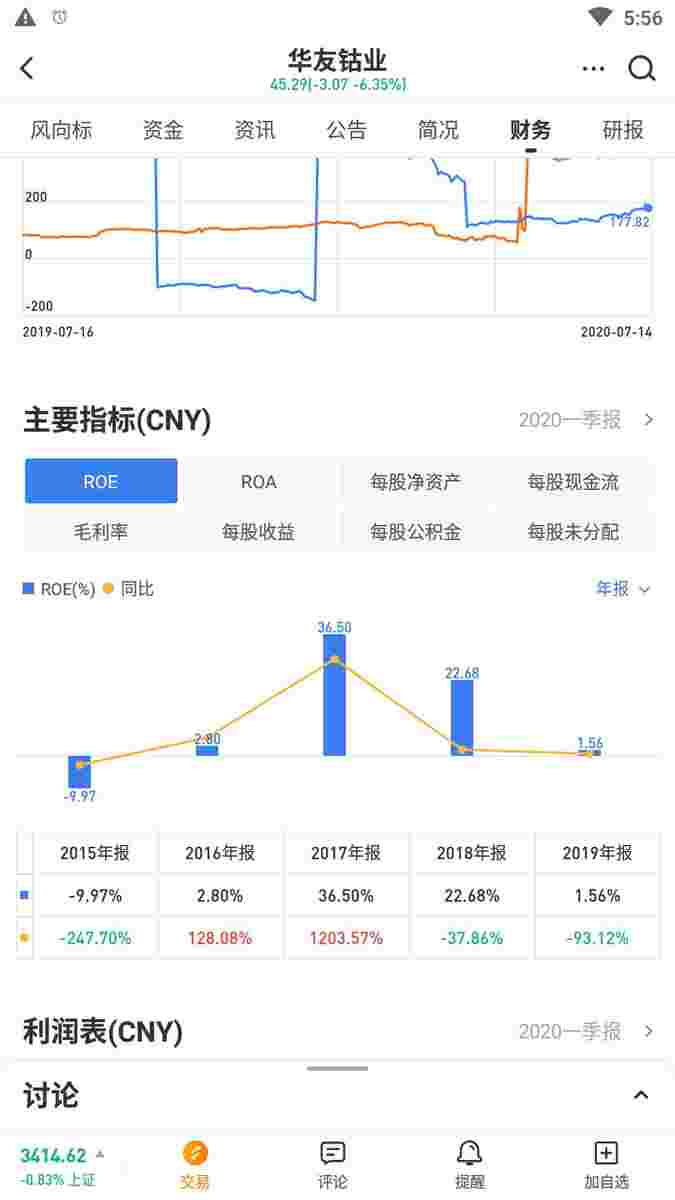 5:56
华友钴业
45.29(-3.07 -6.35%)
风向标 资金 资讯 公告 简况 财务 研报
200
177.82
0
-200
2019-07-16 2020-07-14
主要指标(CNY) 2020一季报
ROE ROA 每股净资产 每股现金流
毛利率 每股收益 每股公积金 每股未分配
ROE(%) 同比 年报
36.50
22.68
2.80
1.56
-9.97
2015年报 2016年报 2017年报 2018年报 2019年报
-9.97% 2.80% 36.50% 22.68% 1.56%
-247.70% 128.08% 1203.57% -37.86% -93.12%
利润表(CNY) 2020一季报
讨论
3414.62
-0.83% 上证 交易 评论 提醒 加自选